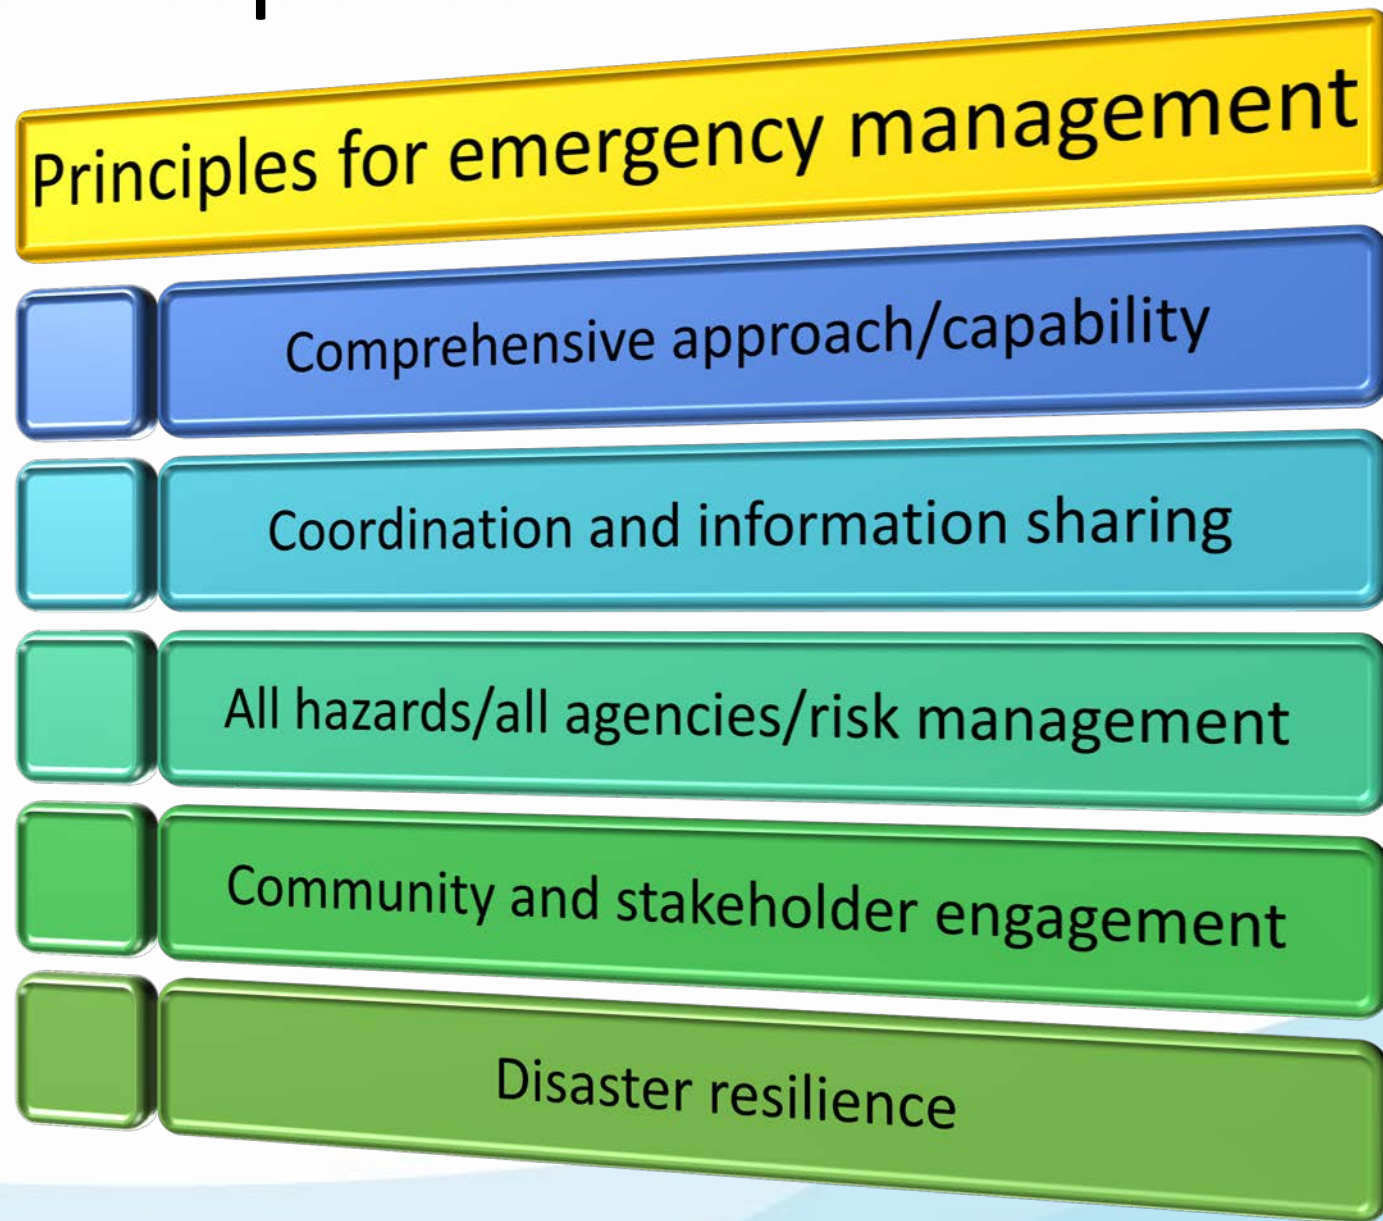 Principles for emergency management
Comprehensive approach/capability
Coordination and information sharing
All hazards/all agencies/risk management
Community and stakeholder engagement
Disaster resilience